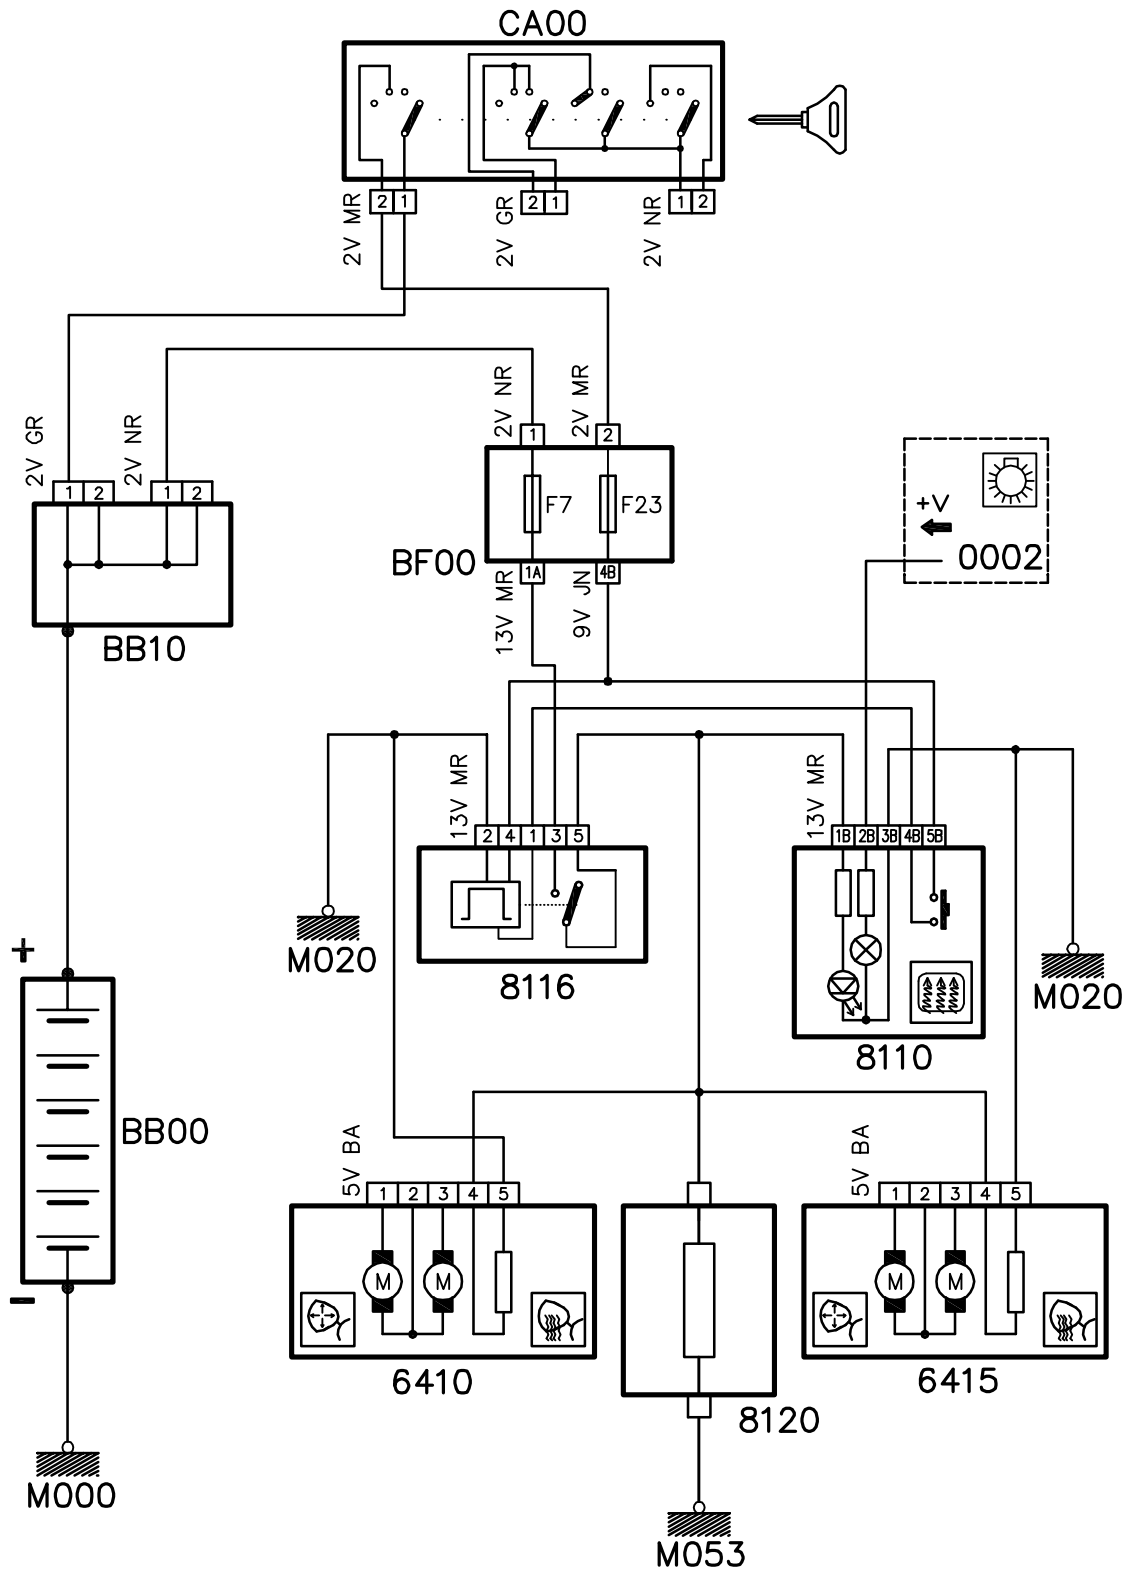 CA00
2V MR
2 1
2V GR
2 1
2V NR
1 2
2V GR
1 2
2V NR
1 2
2V NR
1
2V MR
2
F7
F23
BF00
1A
4B
13V MR
9V JN
+V
0002
BB10
13V MR
2 4 1 3 5
13V MR
1B 2B 3B 4B 5B
M020
8116
8110
M020
+
BB00
-
M000
5V BA
1 2 3 4 5
M M
6410
8120
M053
5V BA
1 2 3 4 5
M M
6415